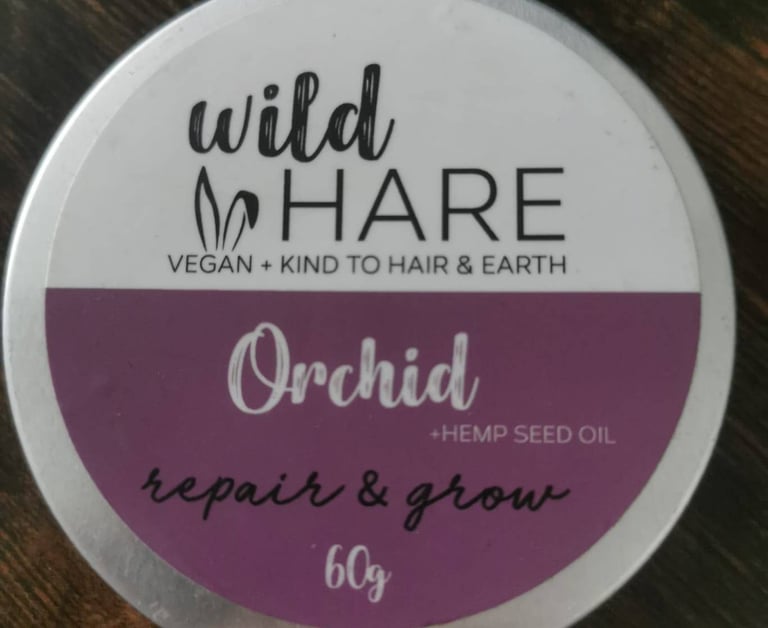 wild
HARE
VEGAN + KIND TO HAIR & EARTH
Orchid
+HEMP SEED OIL
repair & grow
60g